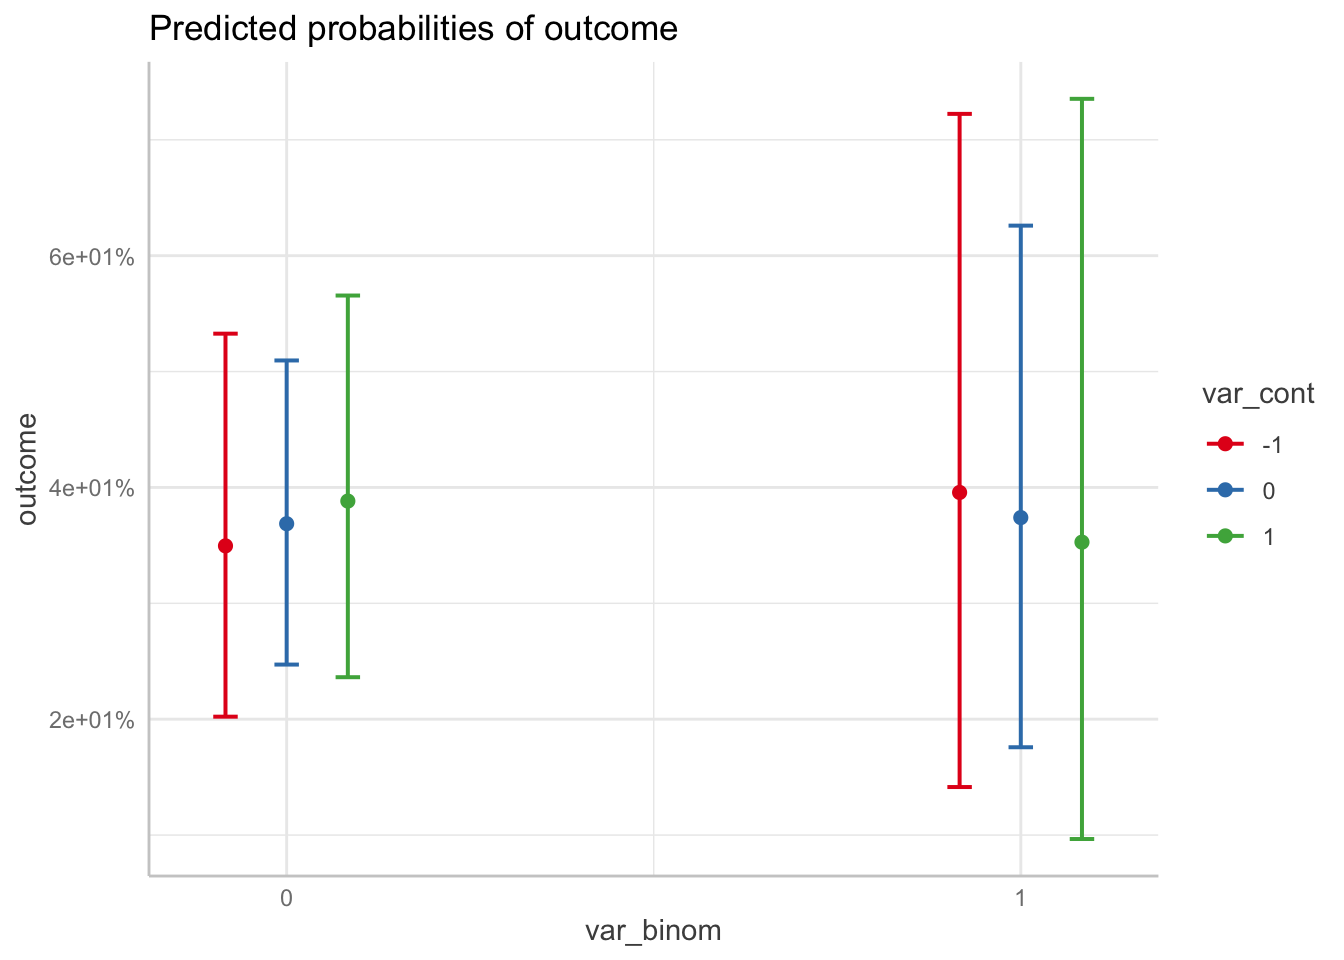 Predicted probabilities of outcome
outcome
6e+01%
4e+01%
2e+01%
0
1
var_binom
var_cont
-1
0
1